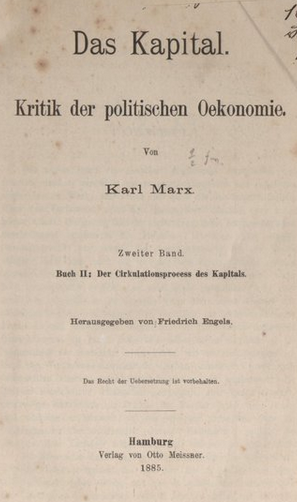 Das Kapital.
Kritik der politischen Oekonomie.
Von
Karl Marx.
Zweiter Band.
Buch II: Der Cirkulationsprocess des Kapitals.
Herausgegeben von Friedrich Engels.
Das Recht der Uebersetzung ist vorbehalten.
Hamburg
Verlag von Otto Meissner.
1885.